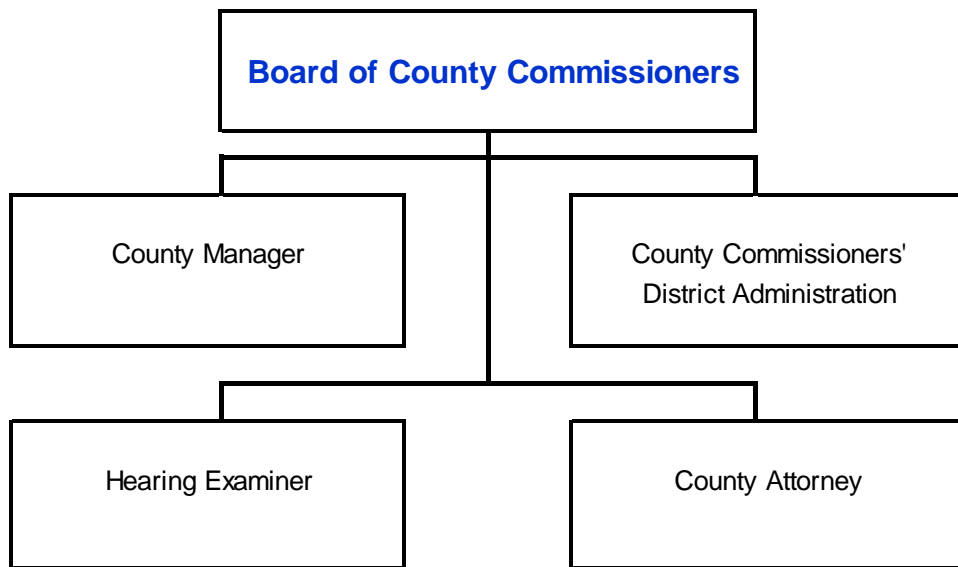 Board of County Commissioners
County Manager
County Commissioners'
District Administration
Hearing Examiner
County Attorney